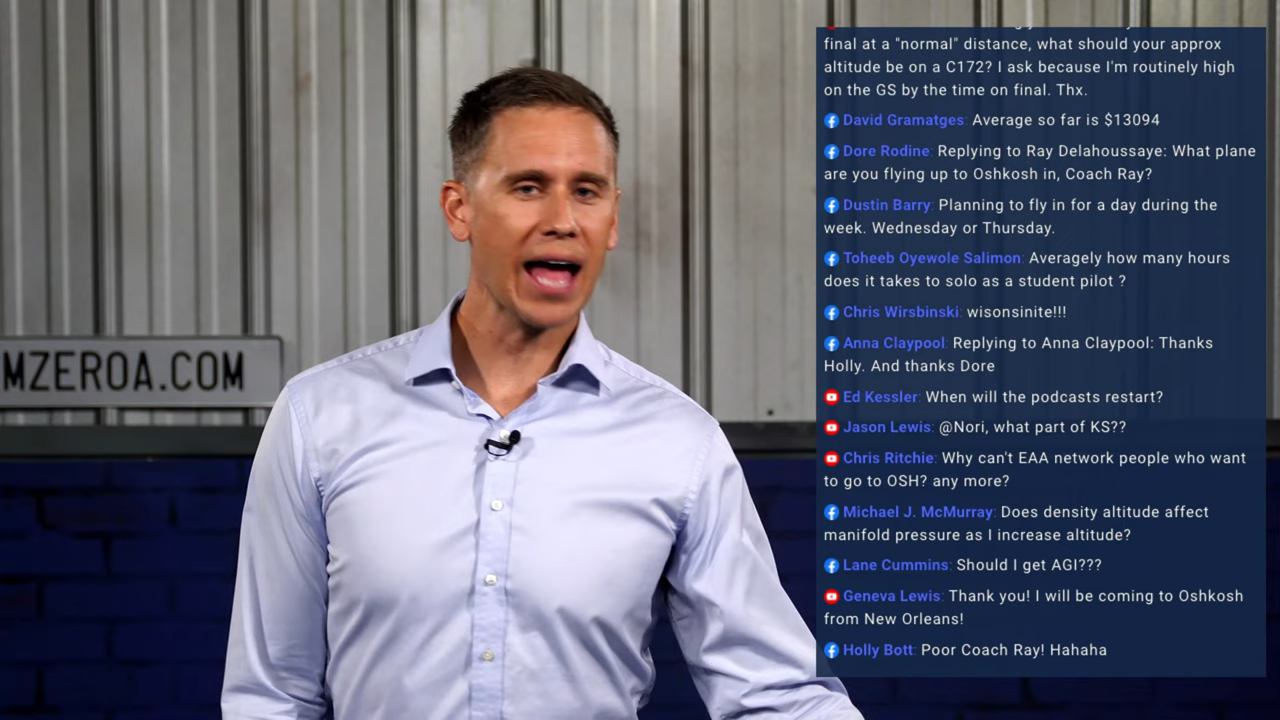 MZEROA.COM
final at a "normal" distance, what should your approx
altitude be on a C172? I ask because I'm routinely high
on the GS by the time on final. Thx.
David Gramatges: Average so far is $13094
Dore Rodine: Replying to Ray Delahoussaye: What plane
are you flying up to Oshkosh in, Coach Ray?
Dustin Barry: Planning to fly in for a day during the
week. Wednesday or Thursday.
Toheeb Oyewole Salimon: Averagely how many hours
does it takes to solo as a student pilot ?
Chris Wirsbinski: wisonsinite!!!
Anna Claypool: Replying to Anna Claypool: Thanks
Holly. And thanks Dore
Ed Kessler: When will the podcasts restart?
Jason Lewis: @Nori, what part of KS??
Chris Ritchie: Why can't EAA network people who want
to go to OSH? any more?
Michael J. McMurray: Does density altitude affect
manifold pressure as I increase altitude?
Lane Cummins: Should I get AGI???
Geneva Lewis: Thank you! I will be coming to Oshkosh
from New Orleans!
Holly Bott: Poor Coach Ray! Hahaha